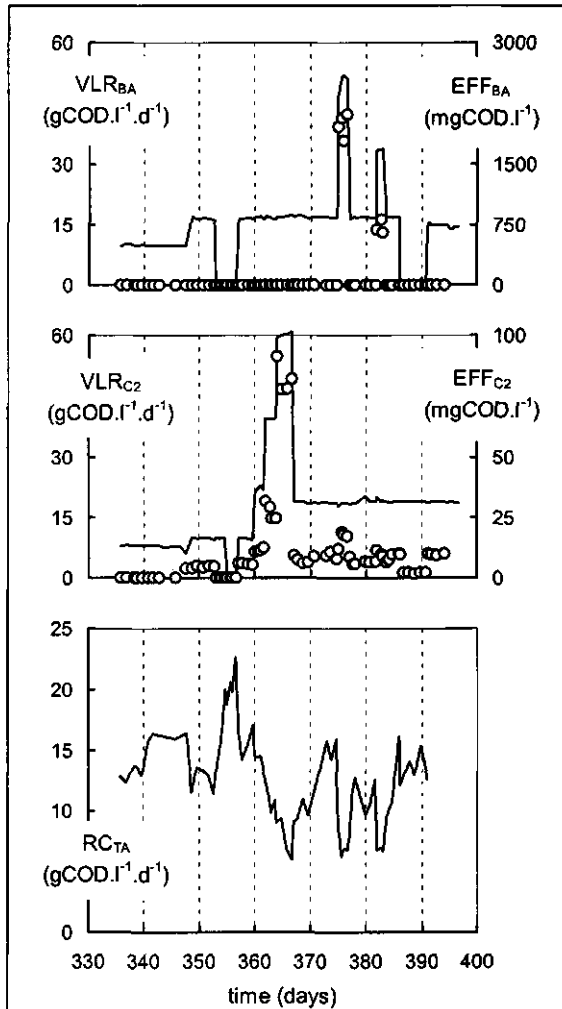 60 3000
VLR_BA EFF_BA
(gCOD.l⁻¹.d⁻¹) (mgCOD.l⁻¹)
30 1500
15 750
0 0
60 100
VLR_C2 EFF_C2
(gCOD.l⁻¹.d⁻¹) (mgCOD.l⁻¹)
30 50
15 25
0 0
25
20
15
10
RC_TA
(gCOD.l⁻¹.d⁻¹)
0
330 340 350 360 370 380 390 400
time (days)